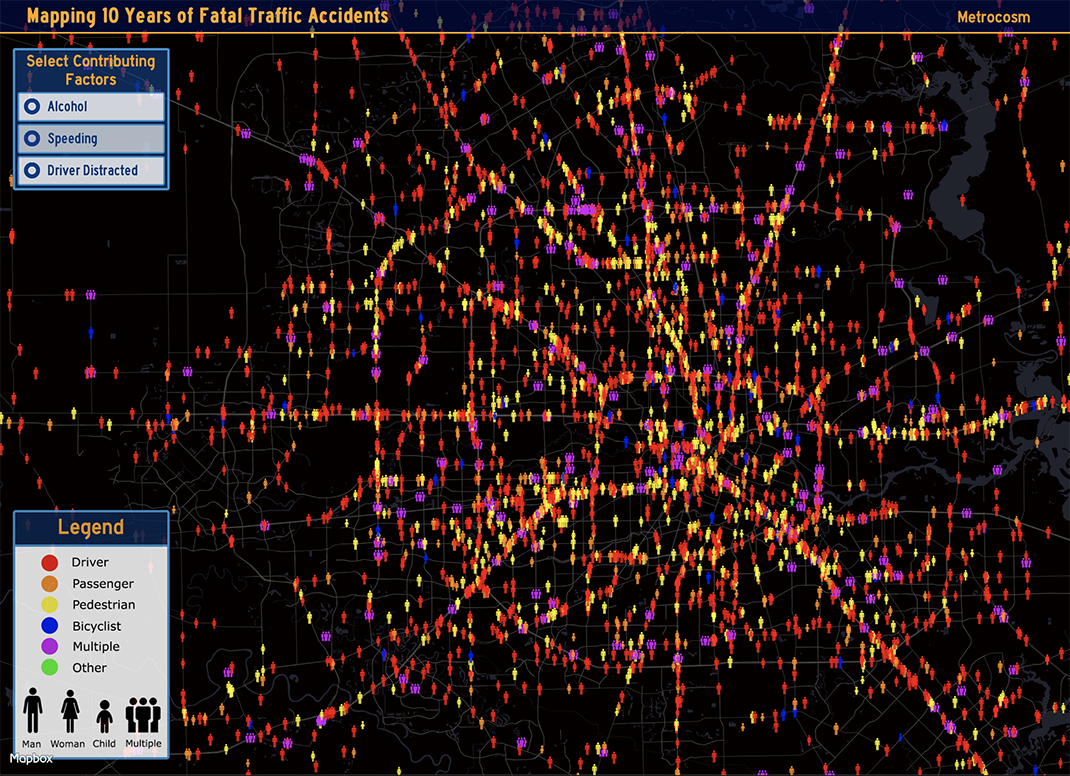 Mapping 10 Years of Fatal Traffic Accidents
Metrocosm
Select Contributing
Factors
Alcohol
Speeding
Driver Distracted
Legend
Driver
Passenger
Pedestrian
Bicyclist
Multiple
Other
Man Woman Child Multiple
Mapbox